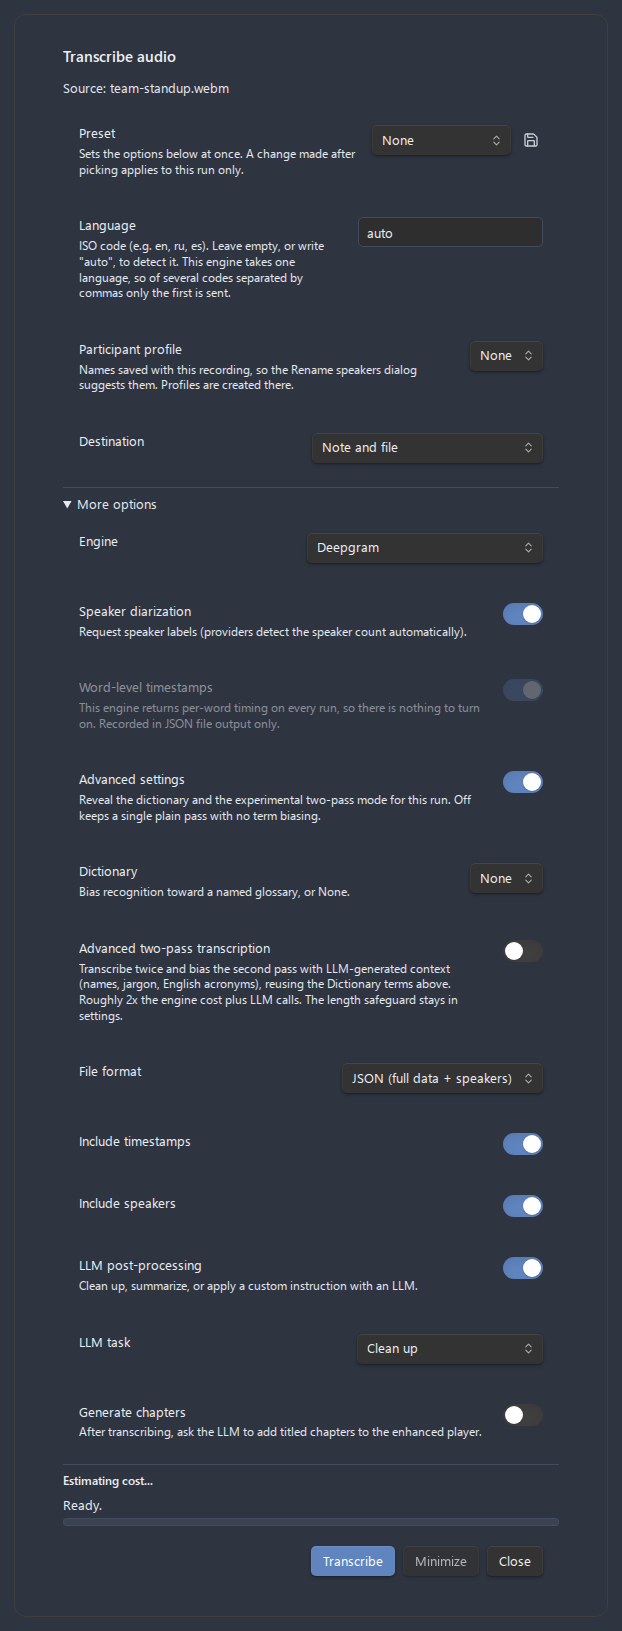 Transcribe audio
Source: team-standup.webm
Preset
None
Sets the options below at once. A change made after
picking applies to this run only.
Language
auto
ISO code (e.g. en, ru, es). Leave empty, or write
"auto", to detect it. This engine takes one
language, so of several codes separated by
commas only the first is sent.
Participant profile
None
Names saved with this recording, so the Rename speakers dialog
suggests them. Profiles are created there.
Destination
Note and file
More options
Engine
Deepgram
Speaker diarization
Request speaker labels (providers detect the speaker count automatically).
Word-level timestamps
This engine returns per-word timing on every run, so there is nothing to turn
on. Recorded in JSON file output only.
Advanced settings
Reveal the dictionary and the experimental two-pass mode for this run. Off
keeps a single plain pass with no term biasing.
Dictionary
None
Bias recognition toward a named glossary, or None.
Advanced two-pass transcription
Transcribe twice and bias the second pass with LLM-generated context
(names, jargon, English acronyms), reusing the Dictionary terms above.
Roughly 2x the engine cost plus LLM calls. The length safeguard stays in
settings.
File format
JSON (full data + speakers)
Include timestamps
Include speakers
LLM post-processing
Clean up, summarize, or apply a custom instruction with an LLM.
LLM task
Clean up
Generate chapters
After transcribing, ask the LLM to add titled chapters to the enhanced player.
Estimating cost...
Ready.
Transcribe
Minimize
Close